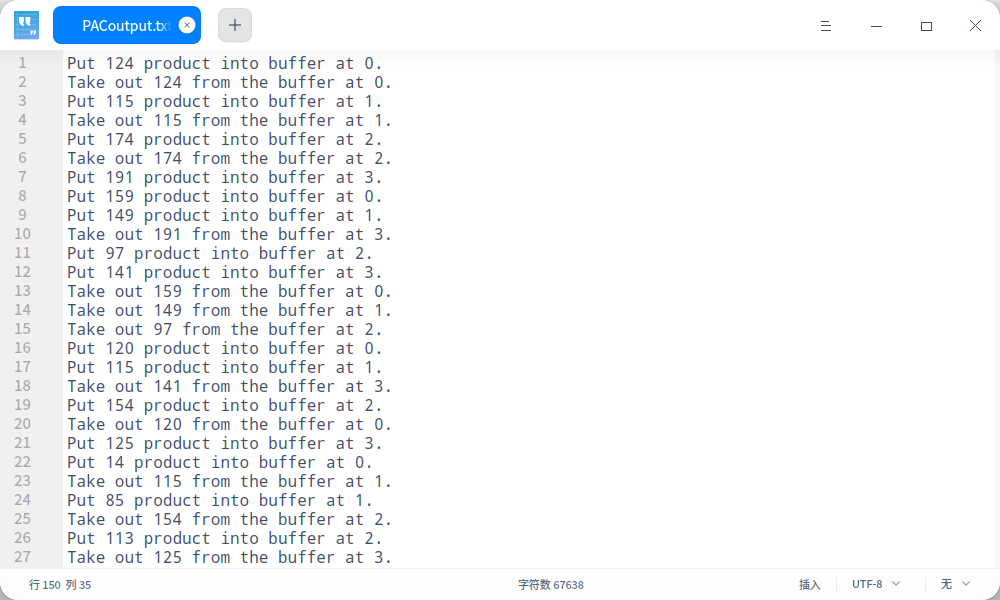 PACoutput.txt
1 Put 124 product into buffer at 0.
2 Take out 124 from the buffer at 0.
3 Put 115 product into buffer at 1.
4 Take out 115 from the buffer at 1.
5 Put 174 product into buffer at 2.
6 Take out 174 from the buffer at 2.
7 Put 191 product into buffer at 3.
8 Put 159 product into buffer at 0.
9 Put 149 product into buffer at 1.
10 Take out 191 from the buffer at 3.
11 Put 97 product into buffer at 2.
12 Put 141 product into buffer at 3.
13 Take out 159 from the buffer at 0.
14 Take out 149 from the buffer at 1.
15 Take out 97 from the buffer at 2.
16 Put 120 product into buffer at 0.
17 Put 115 product into buffer at 1.
18 Take out 141 from the buffer at 3.
19 Put 154 product into buffer at 2.
20 Take out 120 from the buffer at 0.
21 Put 125 product into buffer at 3.
22 Put 14 product into buffer at 0.
23 Take out 115 from the buffer at 1.
24 Put 85 product into buffer at 1.
25 Take out 154 from the buffer at 2.
26 Put 113 product into buffer at 2.
27 Take out 125 from the buffer at 3.
行 150 列 35 字符数 67638 插入 UTF-8 无